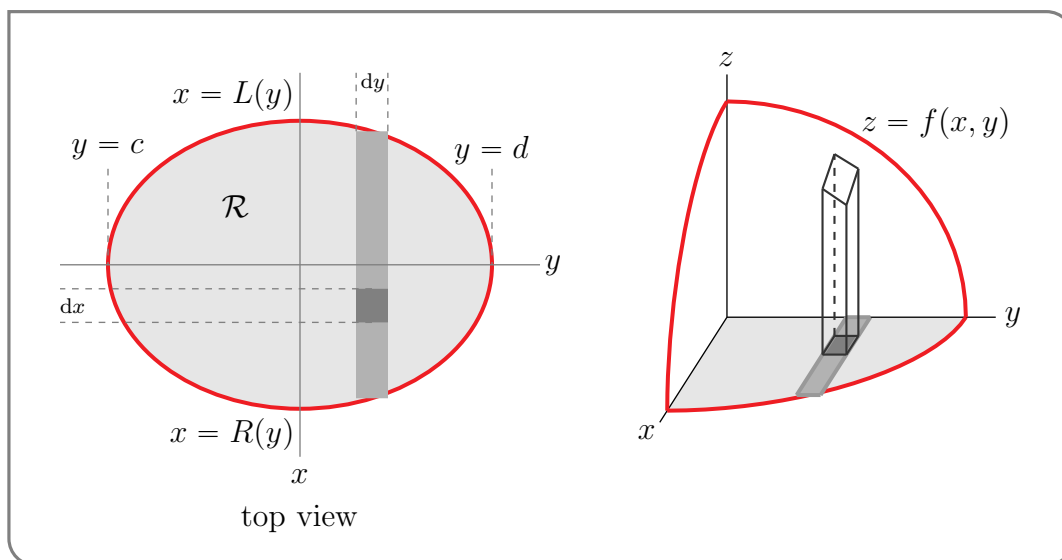 x = L(y)
dy
y = c
y = d
ℛ
y
dx
x = R(y)
x
top view
z
z = f(x, y)
y
x